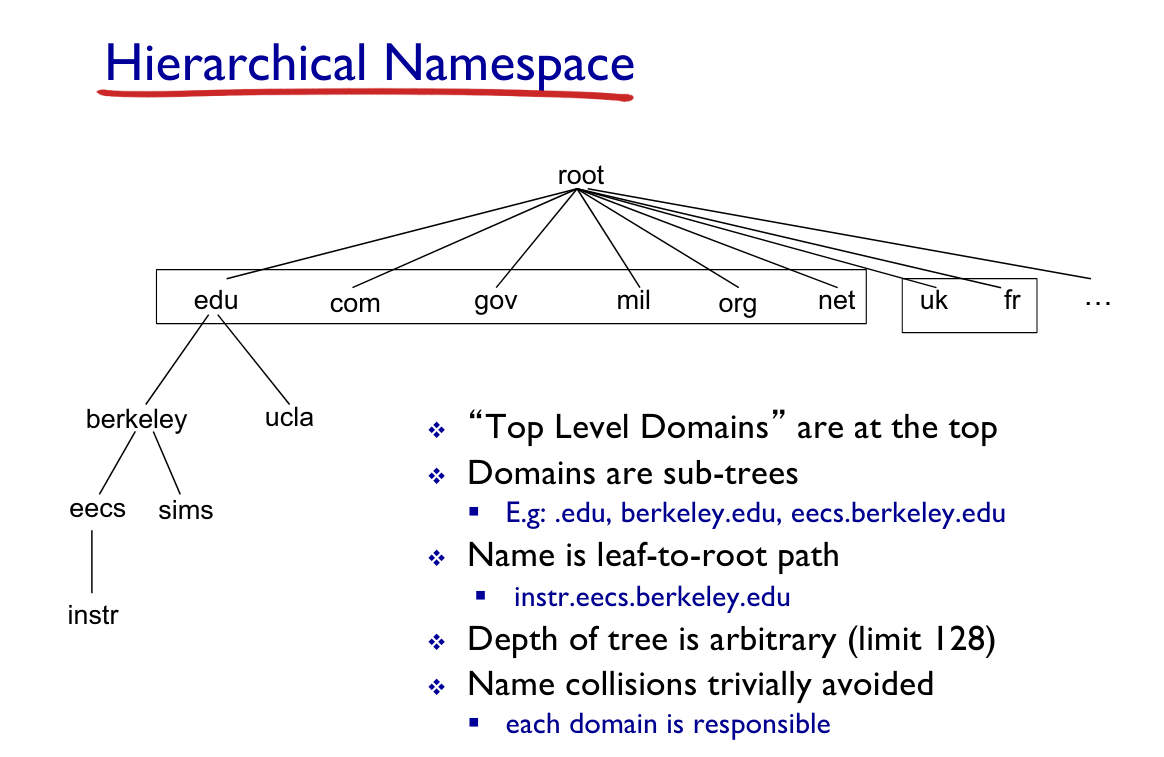 Hierarchical Namespace
root
edu com gov mil org net uk fr …
berkeley ucla
“Top Level Domains” are at the top
Domains are sub-trees
eecs sims
E.g: .edu, berkeley.edu, eecs.berkeley.edu
Name is leaf-to-root path
instr.eecs.berkeley.edu
instr
Depth of tree is arbitrary (limit 128)
Name collisions trivially avoided
each domain is responsible